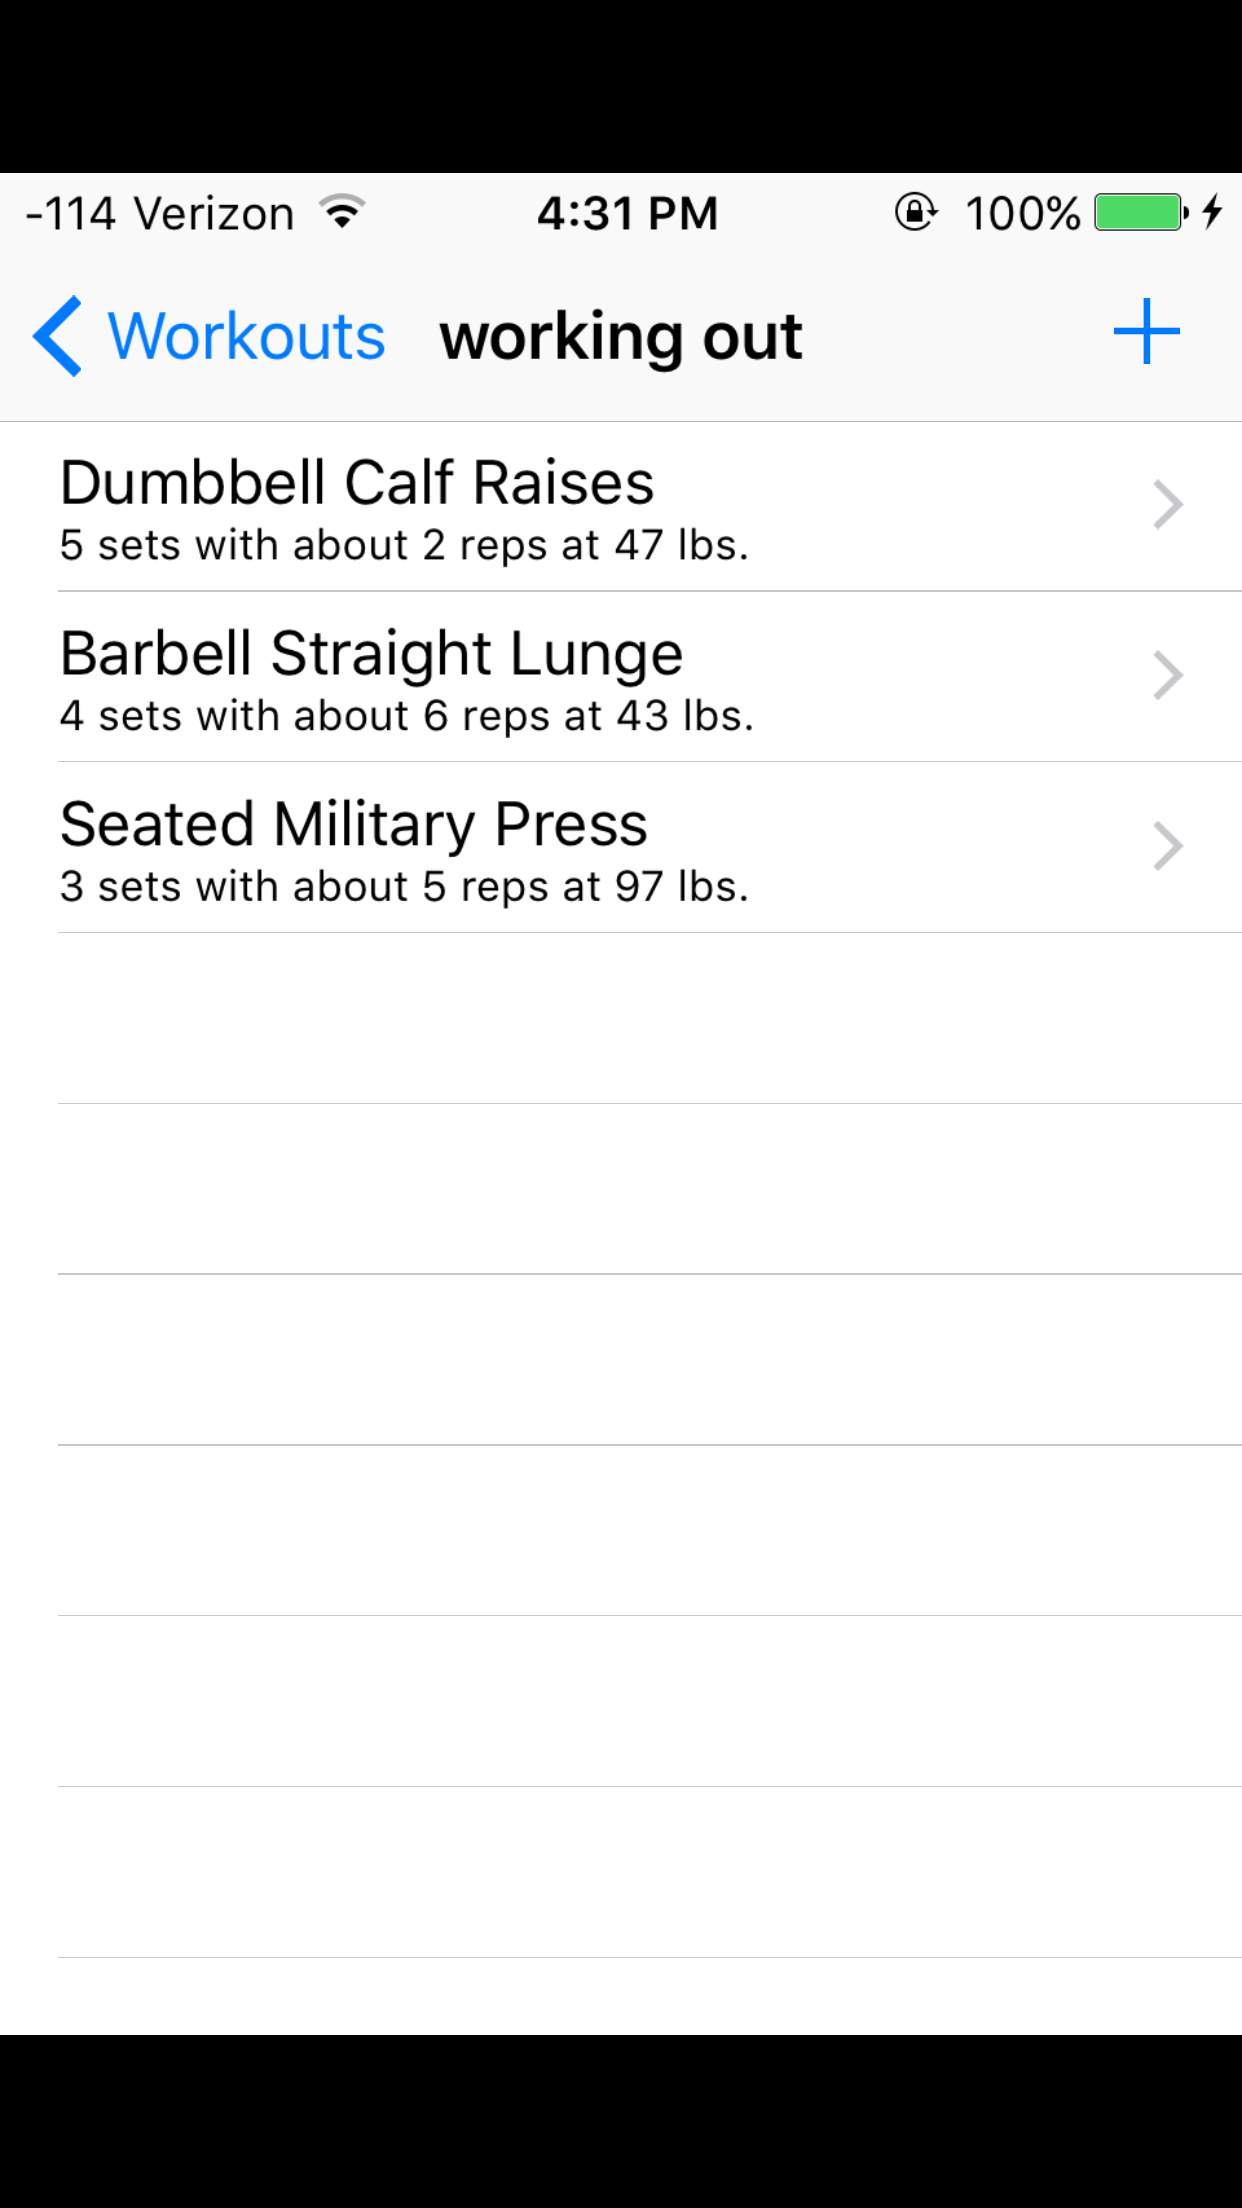 -114 Verizon 4:31 PM 100%
Workouts working out
Dumbbell Calf Raises
5 sets with about 2 reps at 47 lbs.
Barbell Straight Lunge
4 sets with about 6 reps at 43 lbs.
Seated Military Press
3 sets with about 5 reps at 97 lbs.